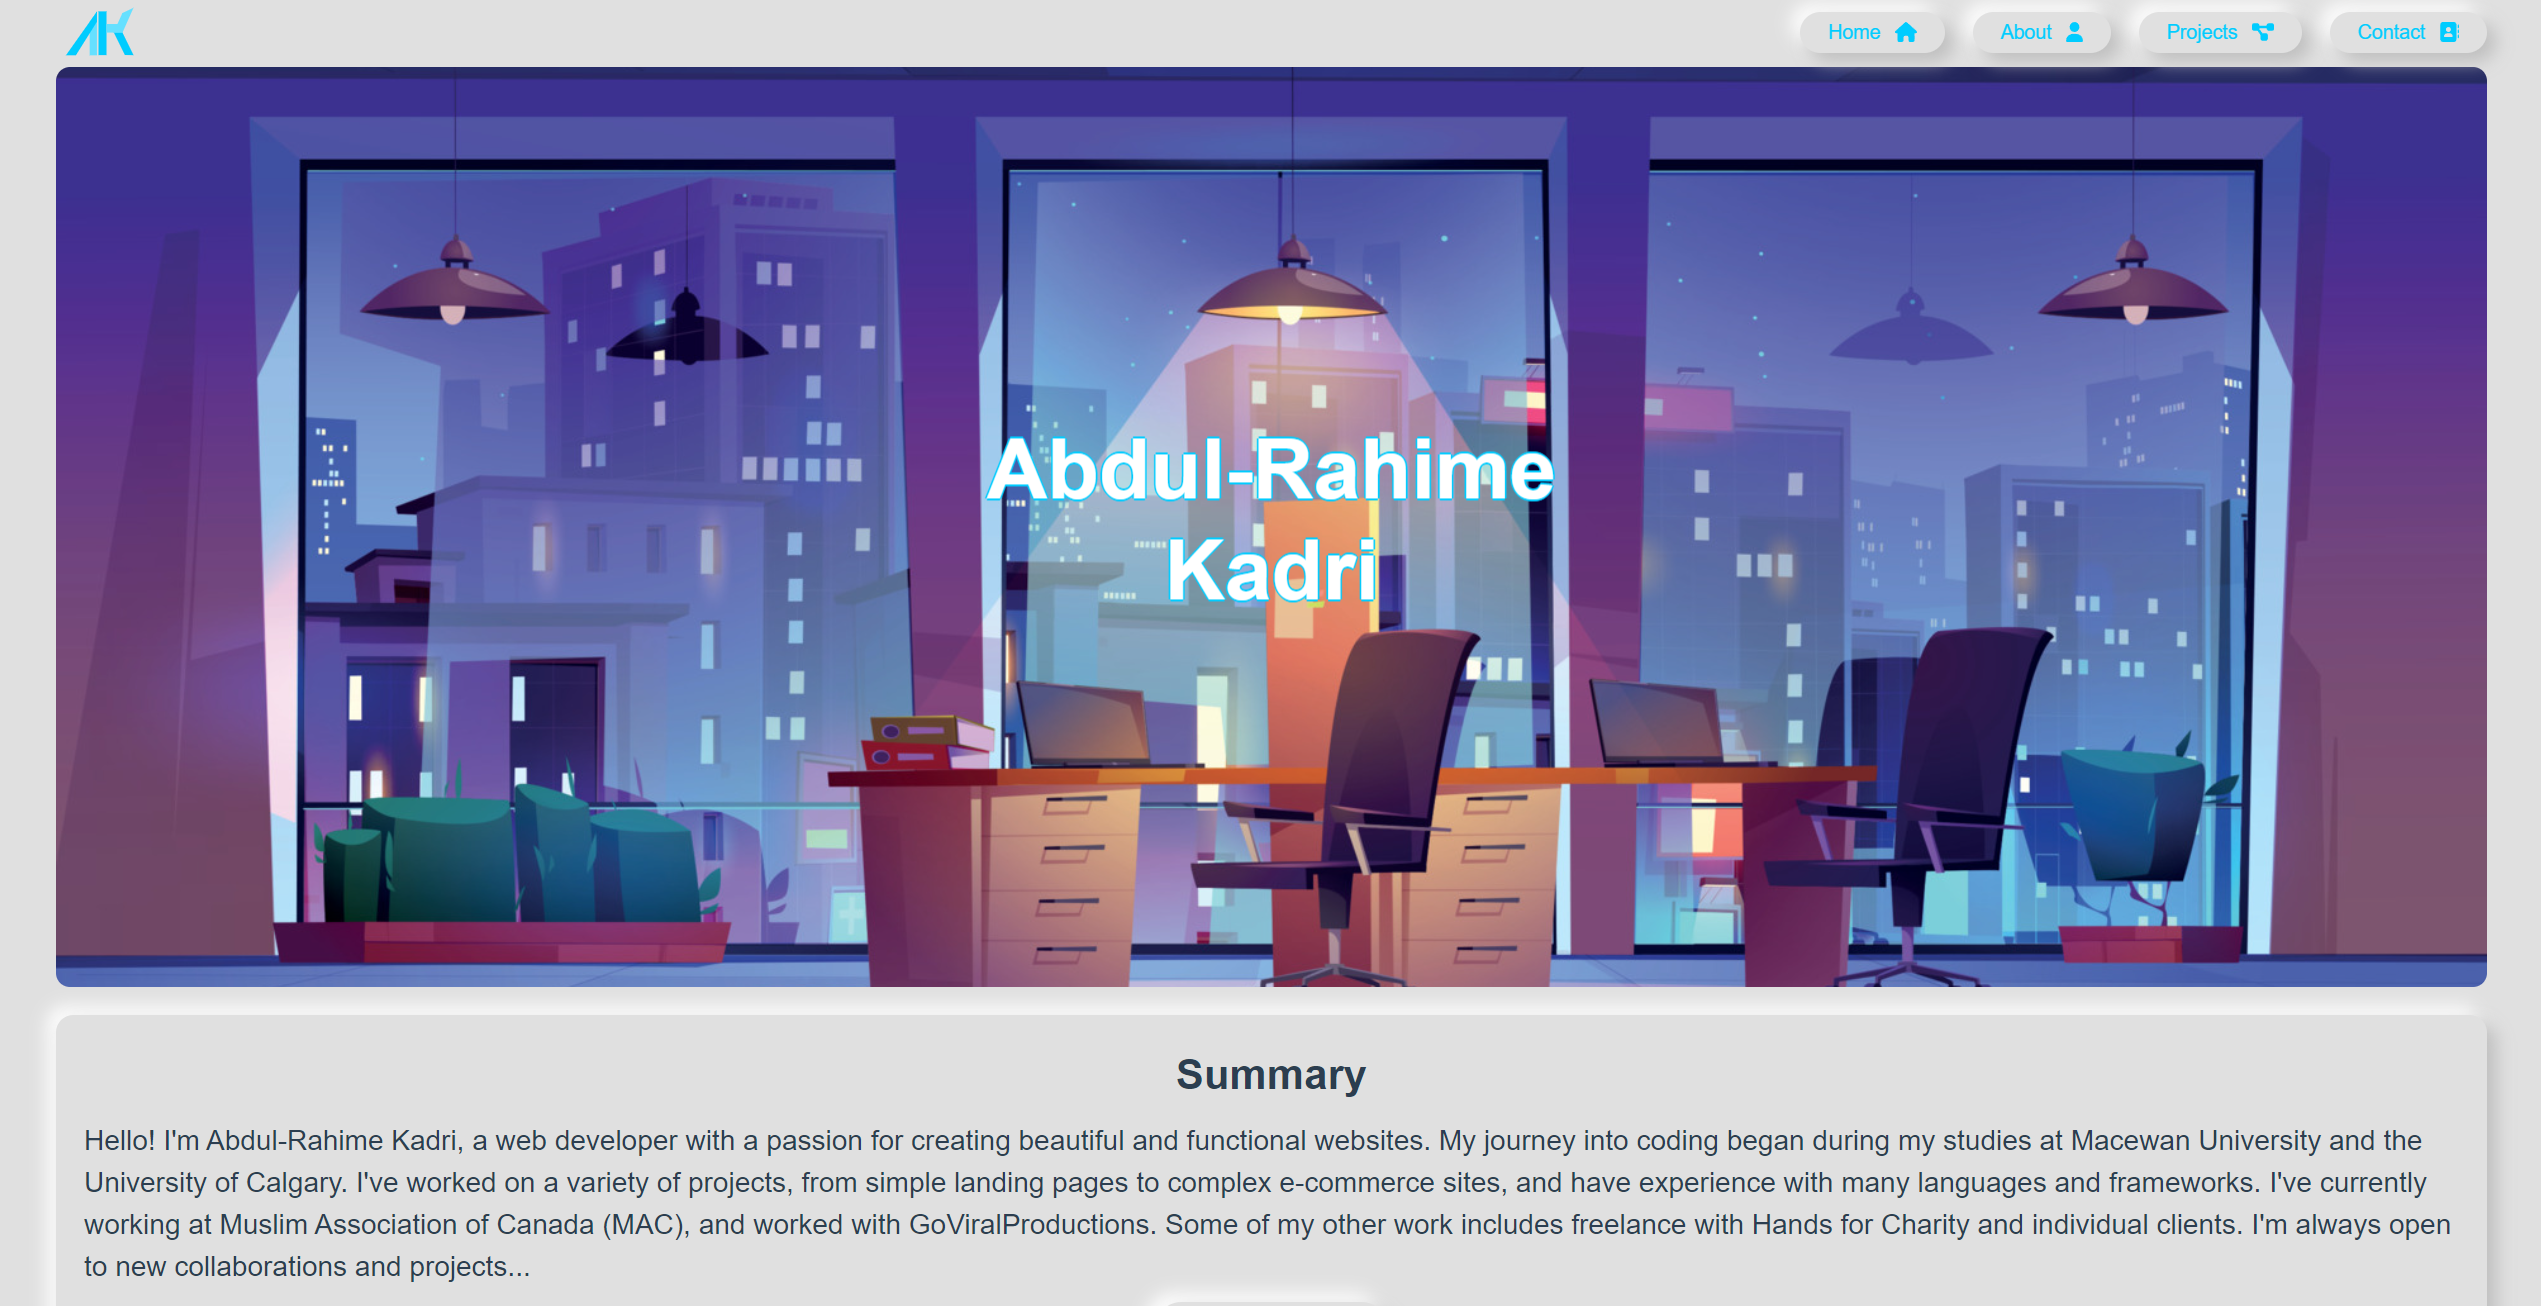 AK
Home
About
Projects
Contact
Abdul-Rahime
Kadri
Summary
Hello! I'm Abdul-Rahime Kadri, a web developer with a passion for creating beautiful and functional websites. My journey into coding began during my studies at Macewan University and the
University of Calgary. I've worked on a variety of projects, from simple landing pages to complex e-commerce sites, and have experience with many languages and frameworks. I've currently
working at Muslim Association of Canada (MAC), and worked with GoViralProductions. Some of my other work includes freelance with Hands for Charity and individual clients. I'm always open
to new collaborations and projects...